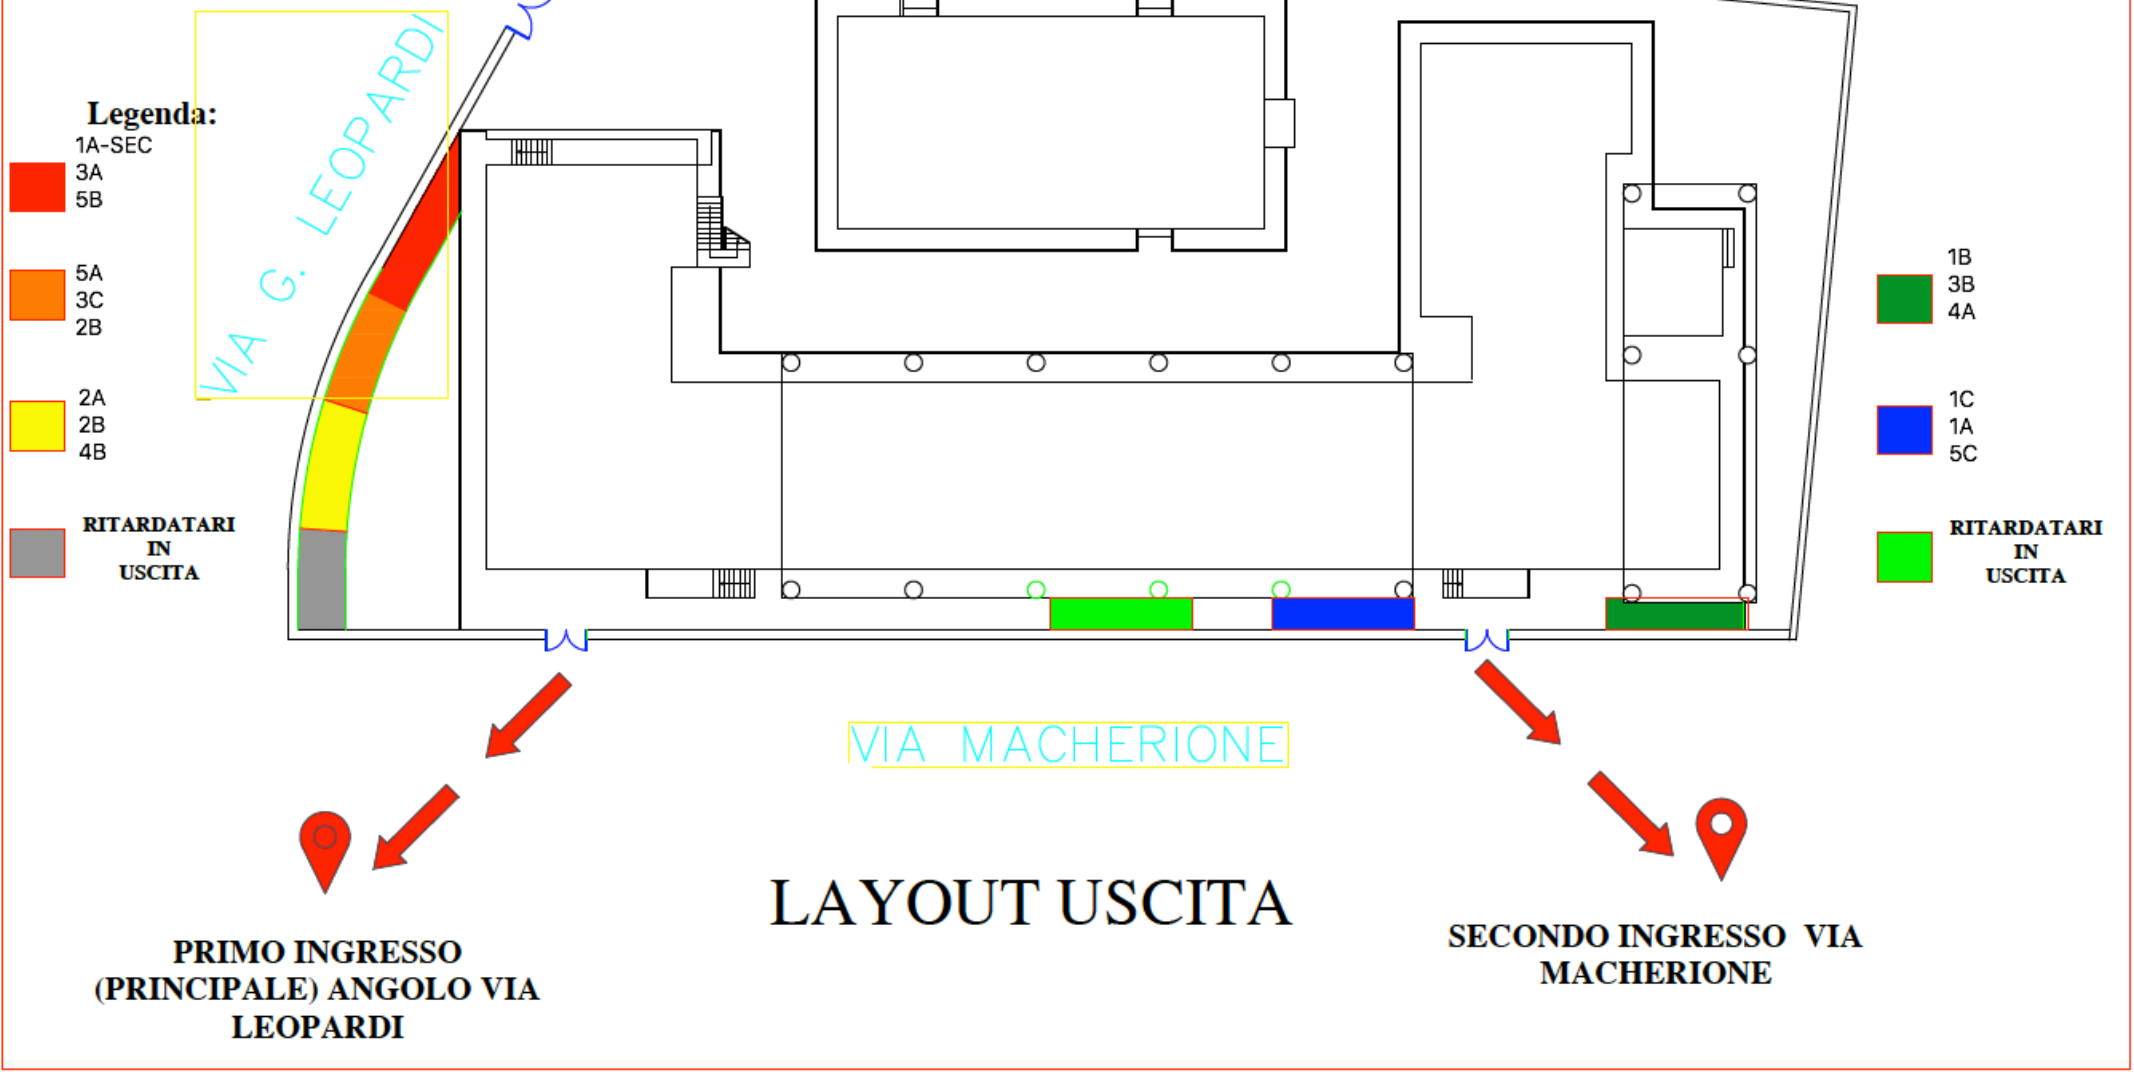 VIA G. LEOPARDI
Legenda:
1A-SEC
3A
5B
5A
3C
2B
2A
2B
4B
RITARDATARI
IN
USCITA
1B
3B
4A
1C
1A
5C
RITARDATARI
IN
USCITA
VIA MACHERIONE
LAYOUT USCITA
PRIMO INGRESSO
(PRINCIPALE) ANGOLO VIA
LEOPARDI
SECONDO INGRESSO VIA
MACHERIONE